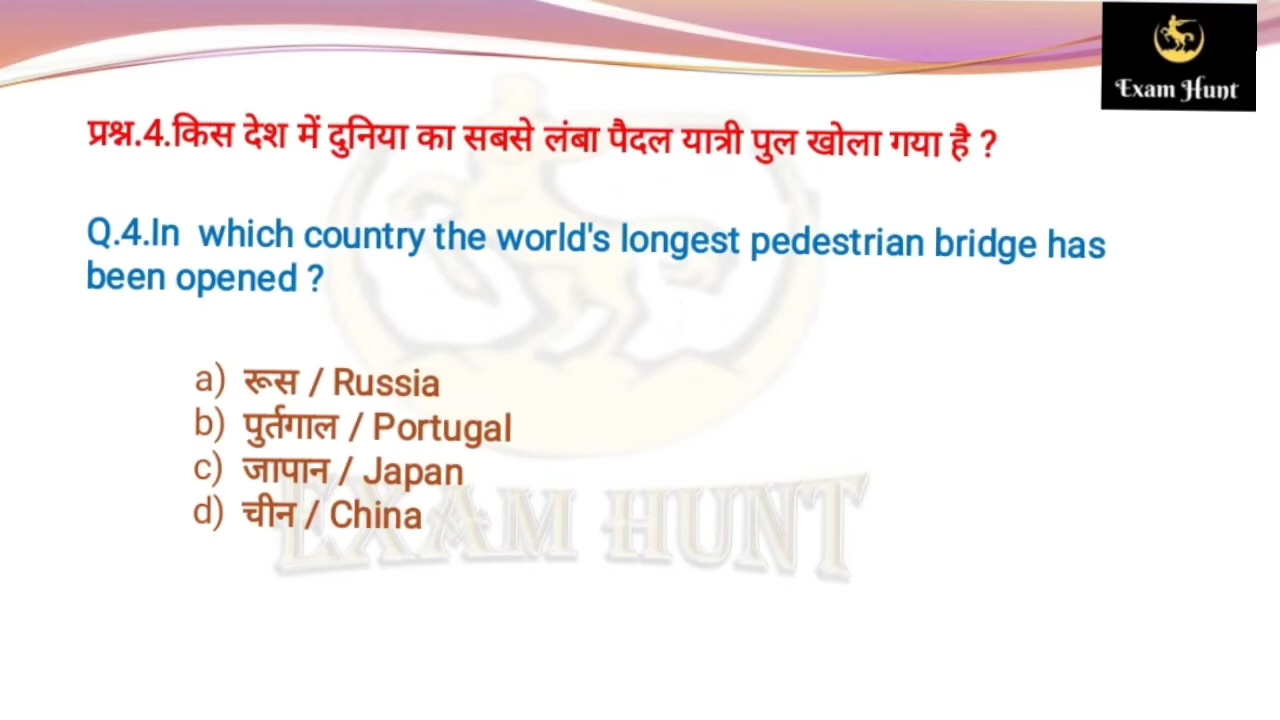 Exam Hunt
प्रश्न.4.किस देश में दुनिया का सबसे लंबा पैदल यात्री पुल खोला गया है ?
Q.4.In which country the world's longest pedestrian bridge has
been opened ?
a) रूस / Russia
b) पुर्तगाल / Portugal
c) जापान / Japan
d) चीन / China
EXAM HUNT